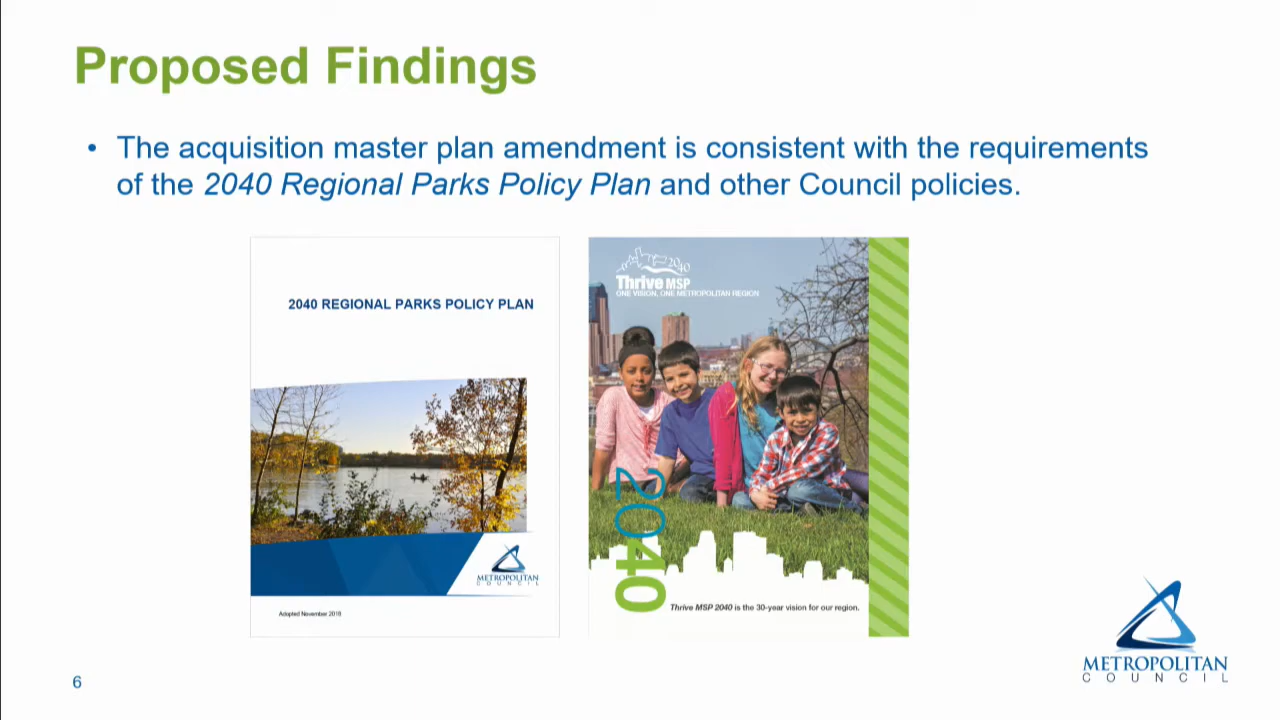 Proposed Findings
• The acquisition master plan amendment is consistent with the requirements
of the 2040 Regional Parks Policy Plan and other Council policies.
2040 REGIONAL PARKS POLICY PLAN
METROPOLITAN
COUNCIL
Adopted November 2018
2040
Thrive MSP
ONE VISION, ONE METROPOLITAN REGION
2040
Thrive MSP 2040 is the 30-year vision for our region.
METROPOLITAN
COUNCIL
6